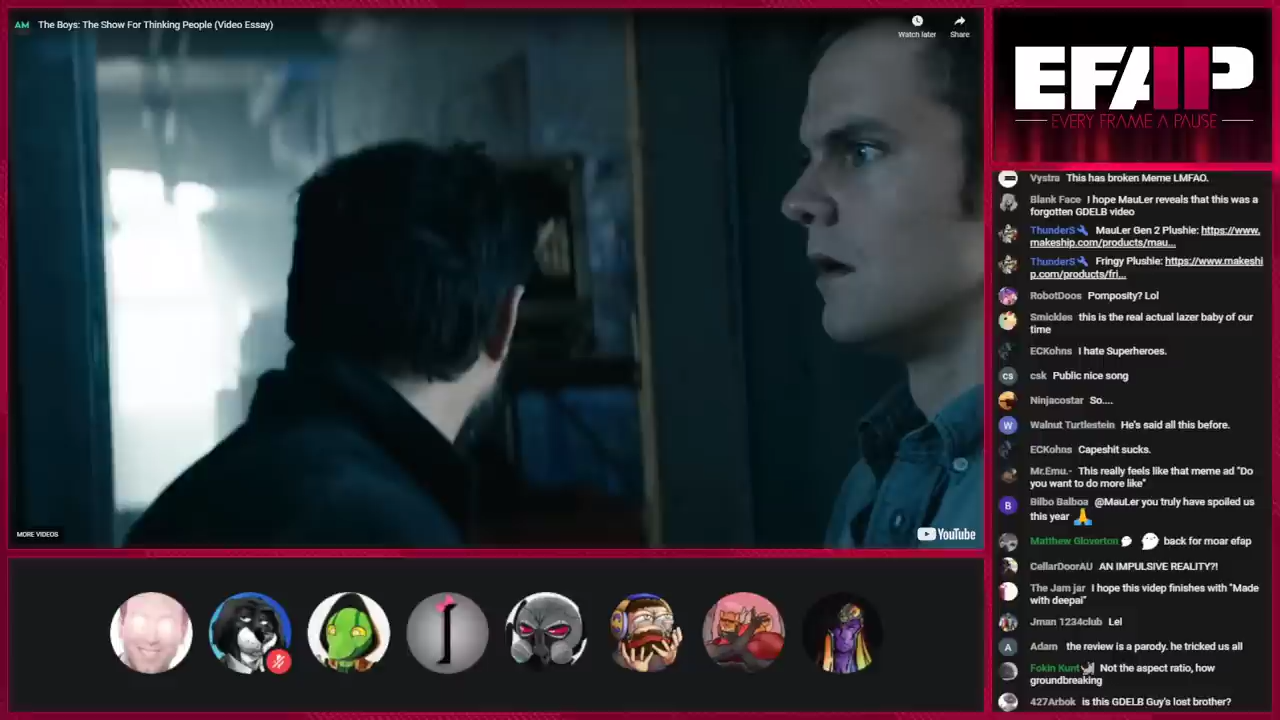 AM The Boys: The Show For Thinking People (Video Essay)
Watch later
Share
MORE VIDEOS
YouTube
EFAP
EVERY FRAME A PAUSE
Vystra This has broken Meme LMFAO.
Blank Face I hope MauLer reveals that this was a
forgotten GDELB video
ThunderS MauLer Gen 2 Plushie: https://www.
makeship.com/products/mau...
ThunderS Fringy Plushie: https://www.makeshi
p.com/products/fri...
RobotDoos Pomposity? Lol
Smickles this is the real actual lazer baby of our
time
ECKohns I hate Superheroes.
cs csk Public nice song
Ninjacostar So....
W Walnut Turtlestein He's said all this before.
ECKohns Capeshit sucks.
Mr.Emu.- This really feels like that meme ad "Do
you want to do more like"
B Bilbo Balboa @MauLer you truly have spoiled us
this year 🙏
Matthew Gloverton back for moar efap
CellarDoorAU AN IMPULSIVE REALITY?!
The Jam jar I hope this videp finishes with "Made
with deepai"
Jman 1234club Lel
A Adam the review is a parody. he tricked us all
Fokin Kunt Not the aspect ratio, how
groundbreaking
427Arbok is this GDELB Guy's lost brother?